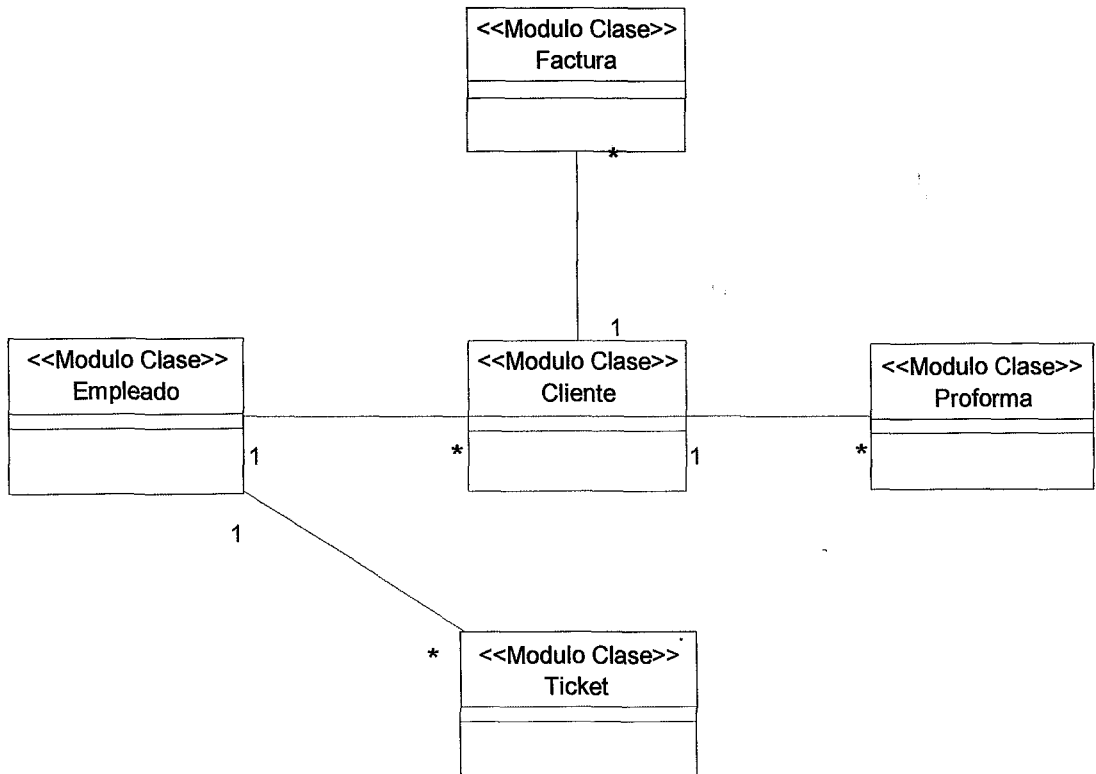 <<Modulo Clase>>
Factura
*
1
<<Modulo Clase>>
Empleado
<<Modulo Clase>>
Cliente
<<Modulo Clase>>
Proforma
1
*
1
*
1
*
<<Modulo Clase>>
Ticket